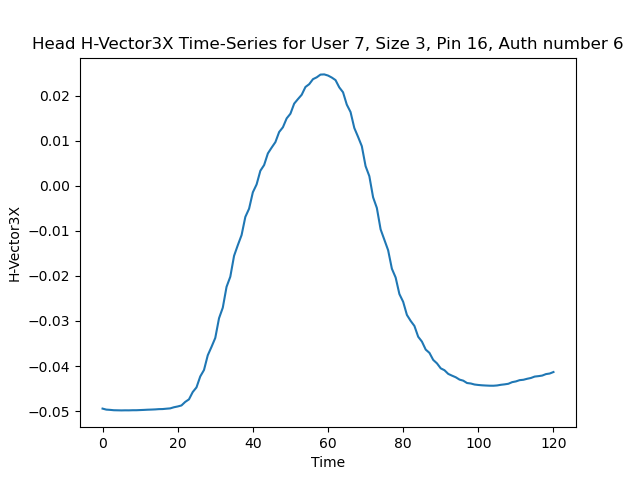 Head H-Vector3X Time-Series for User 7, Size 3, Pin 16, Auth number 6
0.02
0.01
0.00
−0.01
−0.02
−0.03
−0.04
−0.05
H-Vector3X
0 20 40 60 80 100 120
Time